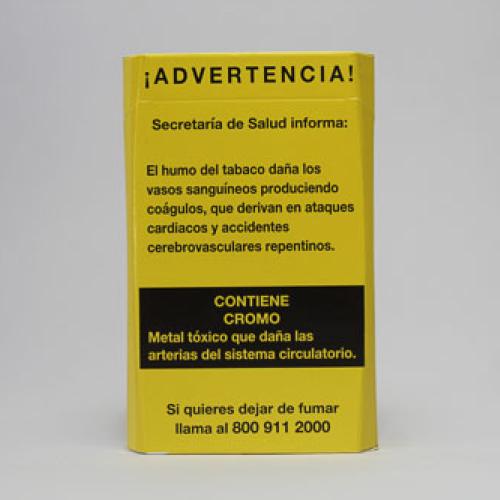 ¡ADVERTENCIA!
Secretaría de Salud informa:
El humo del tabaco daña los
vasos sanguíneos produciendo
coágulos, que derivan en ataques
cardiacos y accidentes
cerebrovasculares repentinos.
CONTIENE
CROMO
Metal tóxico que daña las
arterias del sistema circulatorio.
Si quieres dejar de fumar
llama al 800 911 2000